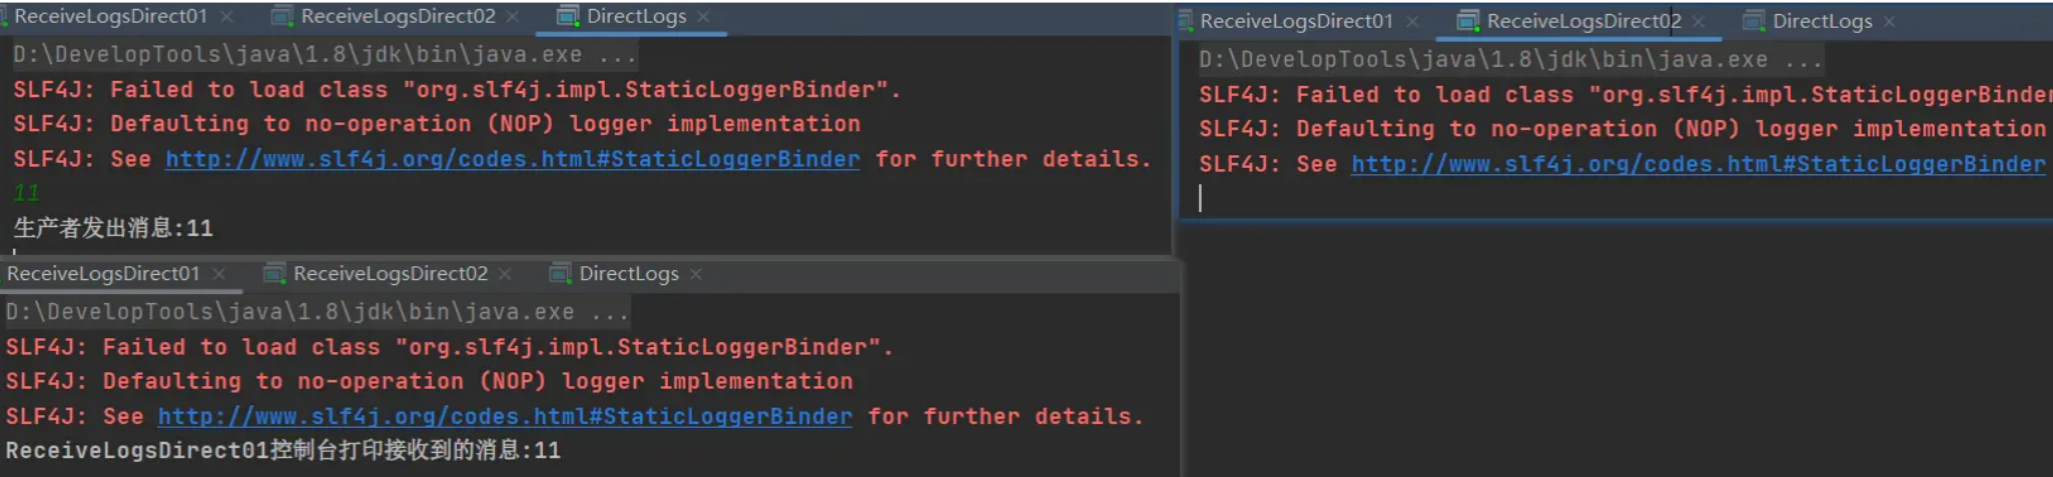 ReceiveLogsDirect01 × ReceiveLogsDirect02 × DirectLogs ×
D:\DevelopTools\java\1.8\jdk\bin\java.exe ...
SLF4J: Failed to load class "org.slf4j.impl.StaticLoggerBinder".
SLF4J: Defaulting to no-operation (NOP) logger implementation
SLF4J: See http://www.slf4j.org/codes.html#StaticLoggerBinder for further details.
11
生产者发出消息:11
ReceiveLogsDirect01 × ReceiveLogsDirect02 × DirectLogs ×
D:\DevelopTools\java\1.8\jdk\bin\java.exe ...
SLF4J: Failed to load class "org.slf4j.impl.StaticLoggerBinder".
SLF4J: Defaulting to no-operation (NOP) logger implementation
SLF4J: See http://www.slf4j.org/codes.html#StaticLoggerBinder for further details.
ReceiveLogsDirect01控制台打印接收到的消息:11
ReceiveLogsDirect01 × ReceiveLogsDirect02 × DirectLogs ×
D:\DevelopTools\java\1.8\jdk\bin\java.exe ...
SLF4J: Failed to load class "org.slf4j.impl.StaticLoggerBinder
SLF4J: Defaulting to no-operation (NOP) logger implementation
SLF4J: See http://www.slf4j.org/codes.html#StaticLoggerBinder